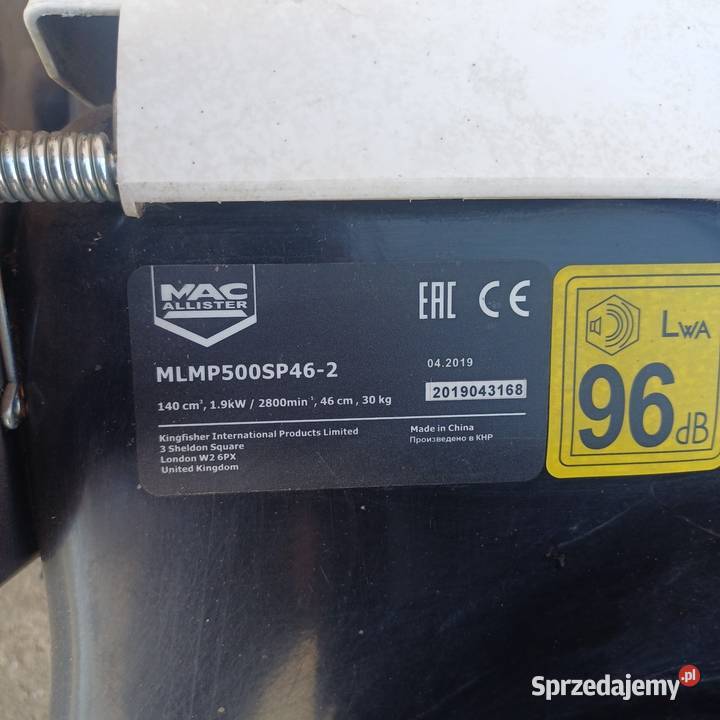 MAC
ALLISTER
EAC CE
MLMP500SP46-2
04.2019
140 cm³, 1.9kW / 2800min⁻¹, 46 cm , 30 kg
2019043168
Kingfisher International Products Limited
3 Sheldon Square
London W2 6PX
United Kingdom
Made in China
Произведено в КНР
LWA
96dB
Sprzedajemy.pl